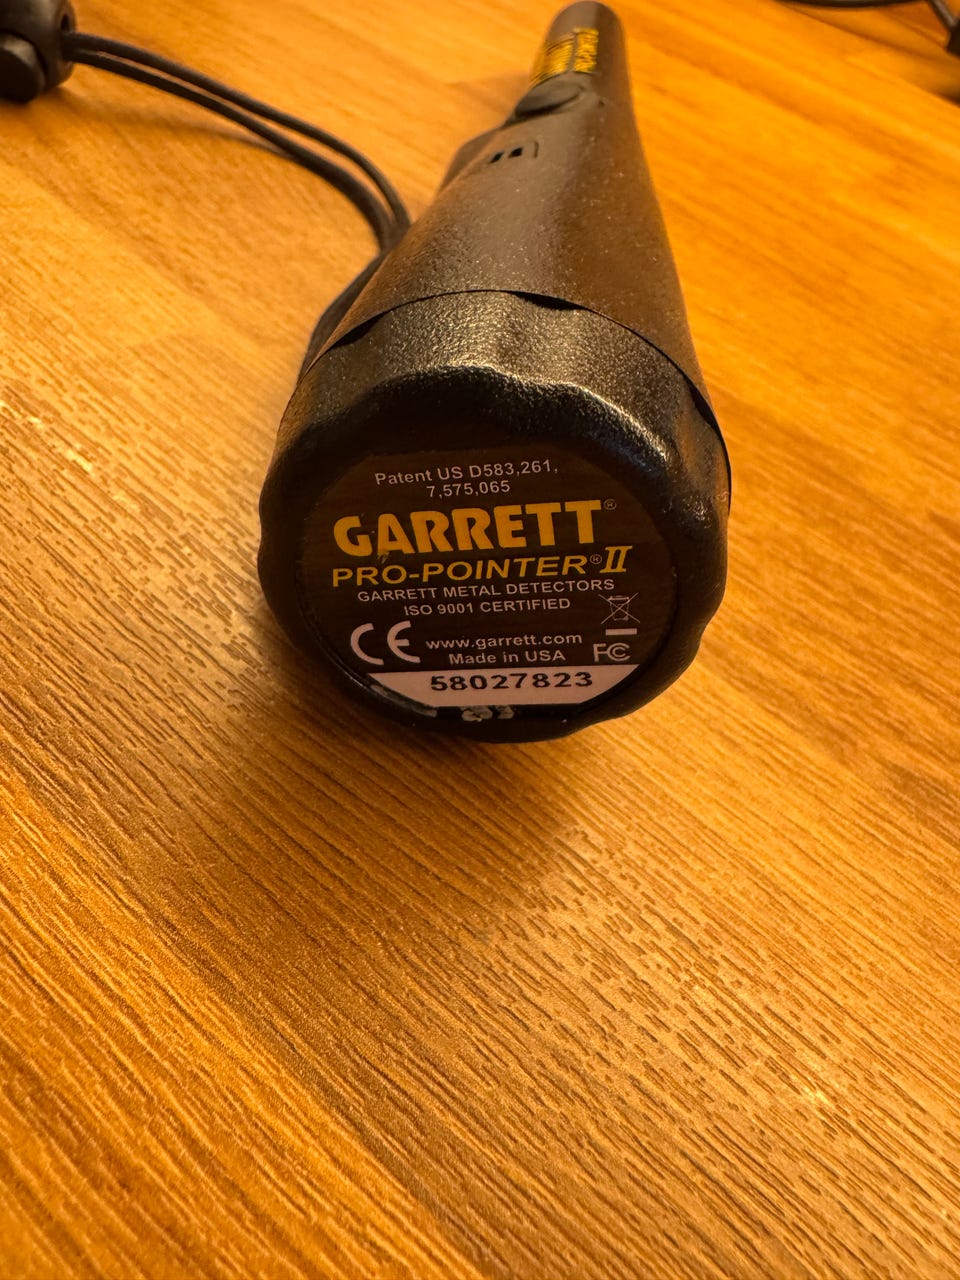 Patent US D583,261,
7,575,065
GARRETT®
PRO-POINTER® II
GARRETT METAL DETECTORS
ISO 9001 CERTIFIED
CE
www.garrett.com
Made in USA
FC
58027823